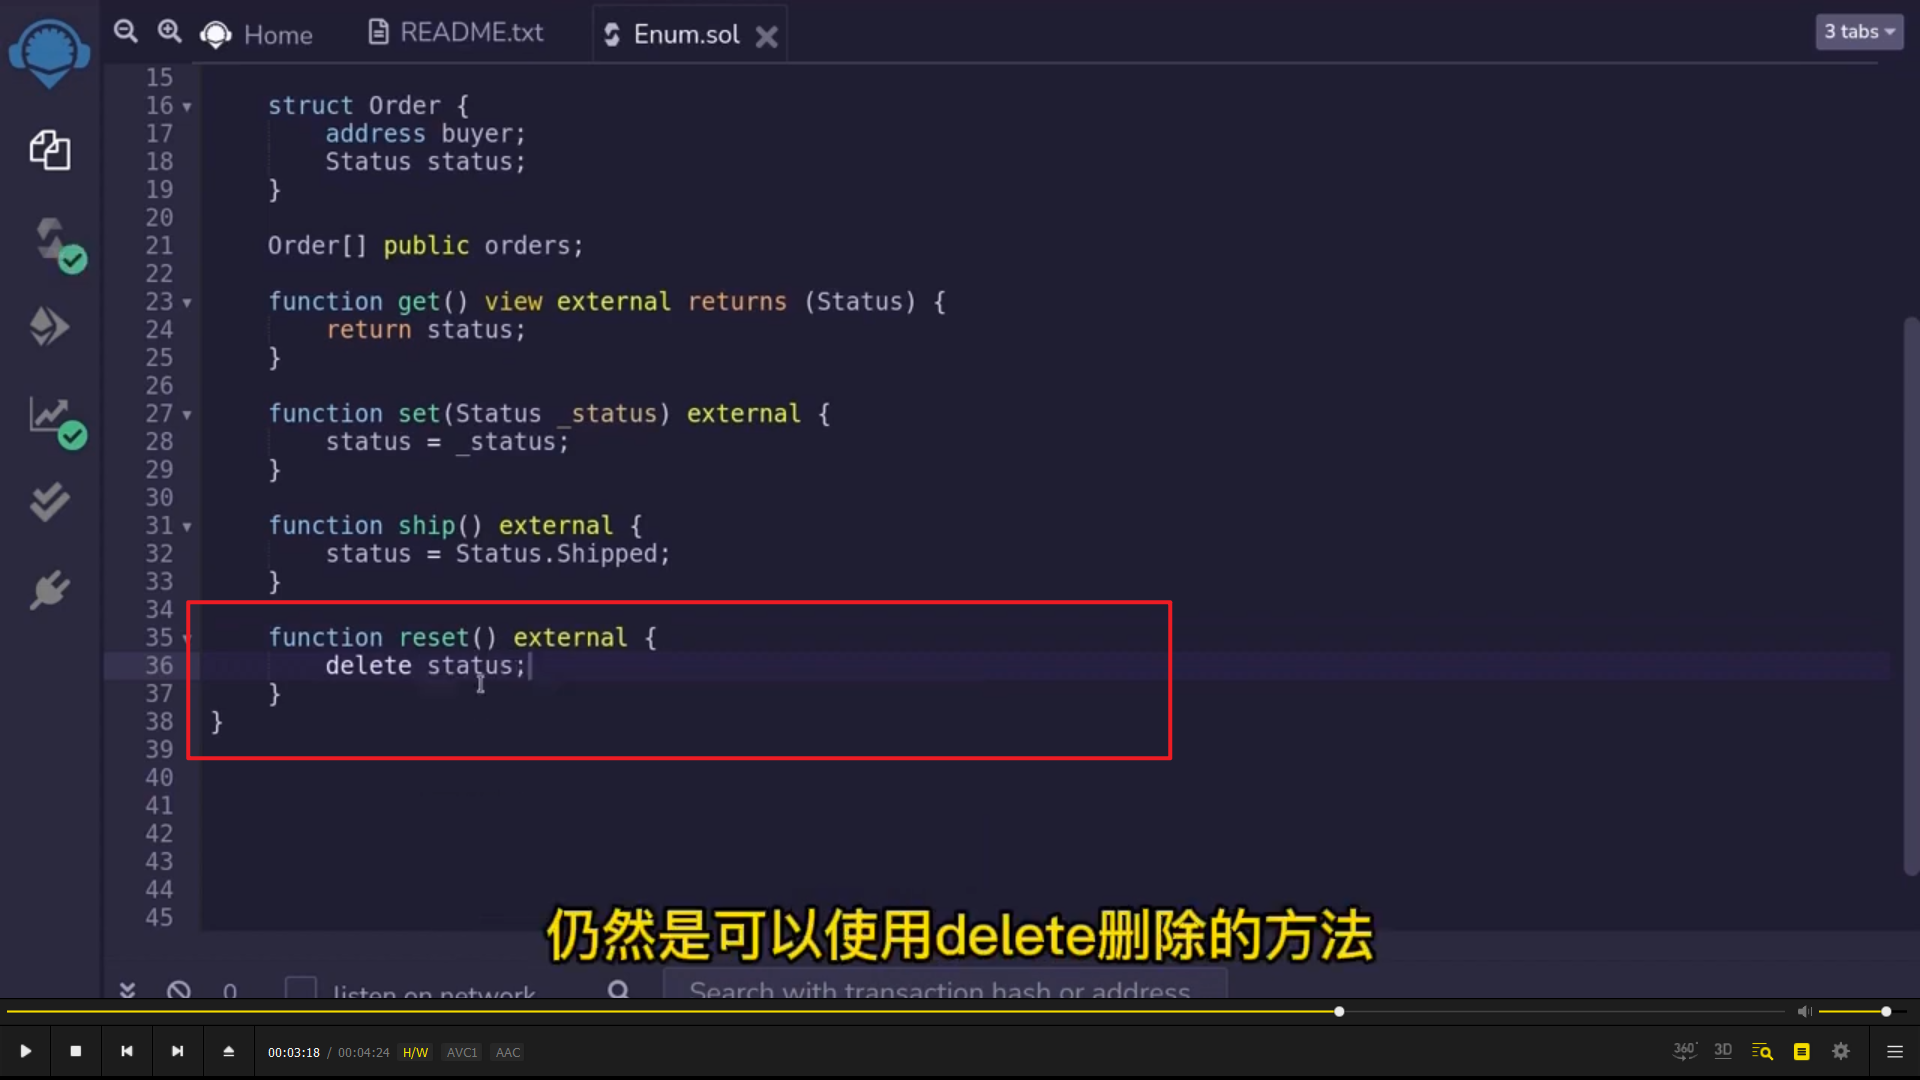 Home
README.txt
Enum.sol
3 tabs
15
16 struct Order {
17 address buyer;
18 Status status;
19 }
20
21 Order[] public orders;
22
23 function get() view external returns (Status) {
24 return status;
25 }
26
27 function set(Status _status) external {
28 status = _status;
29 }
30
31 function ship() external {
32 status = Status.Shipped;
33 }
34
35 function reset() external {
36 delete status;
37 }
38 }
39
40
41
42
43
44
45
仍然是可以使用delete删除的方法
0
listen on network
Search with transaction hash or address
00:03:18 / 00:04:24 H/W AVC1 AAC
360°
3D